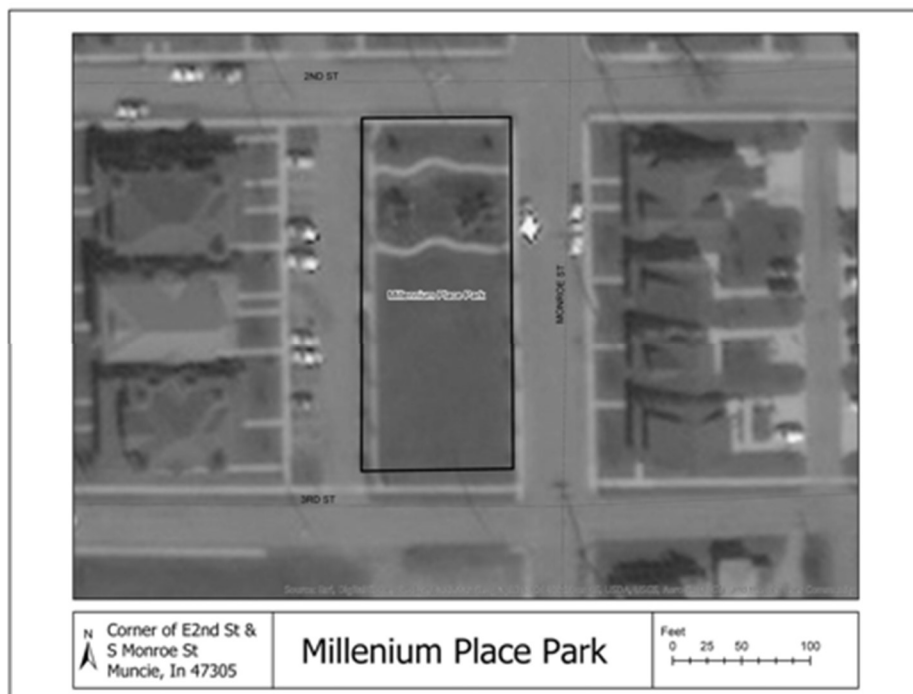 2ND ST
Millennium Place Park
MONROE ST
3RD ST
N
Corner of E2nd St &
S Monroe St
Muncie, In 47305
Millenium Place Park
Feet
0 25 50 100